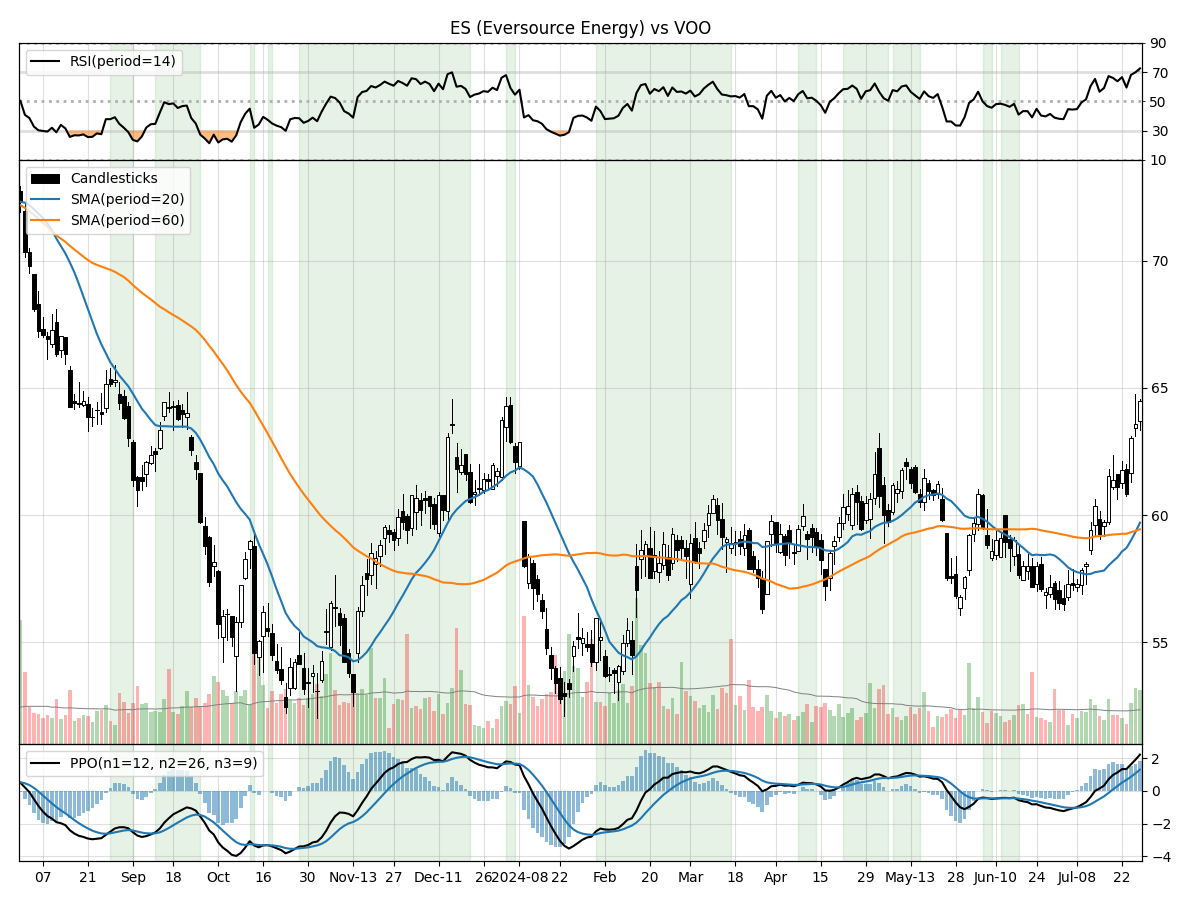 ES (Eversource Energy) vs VOO
RSI(period=14)
90
70
50
30
10
Candlesticks
SMA(period=20)
SMA(period=60)
70
65
60
55
PPO(n1=12, n2=26, n3=9)
2
0
−2
−4
07 21 Sep 18 Oct 16 30 Nov-13 27 Dec-11 26 2024-08 22 Feb 20 Mar 18 Apr 15 29 May-13 28 Jun-10 24 Jul-08 22